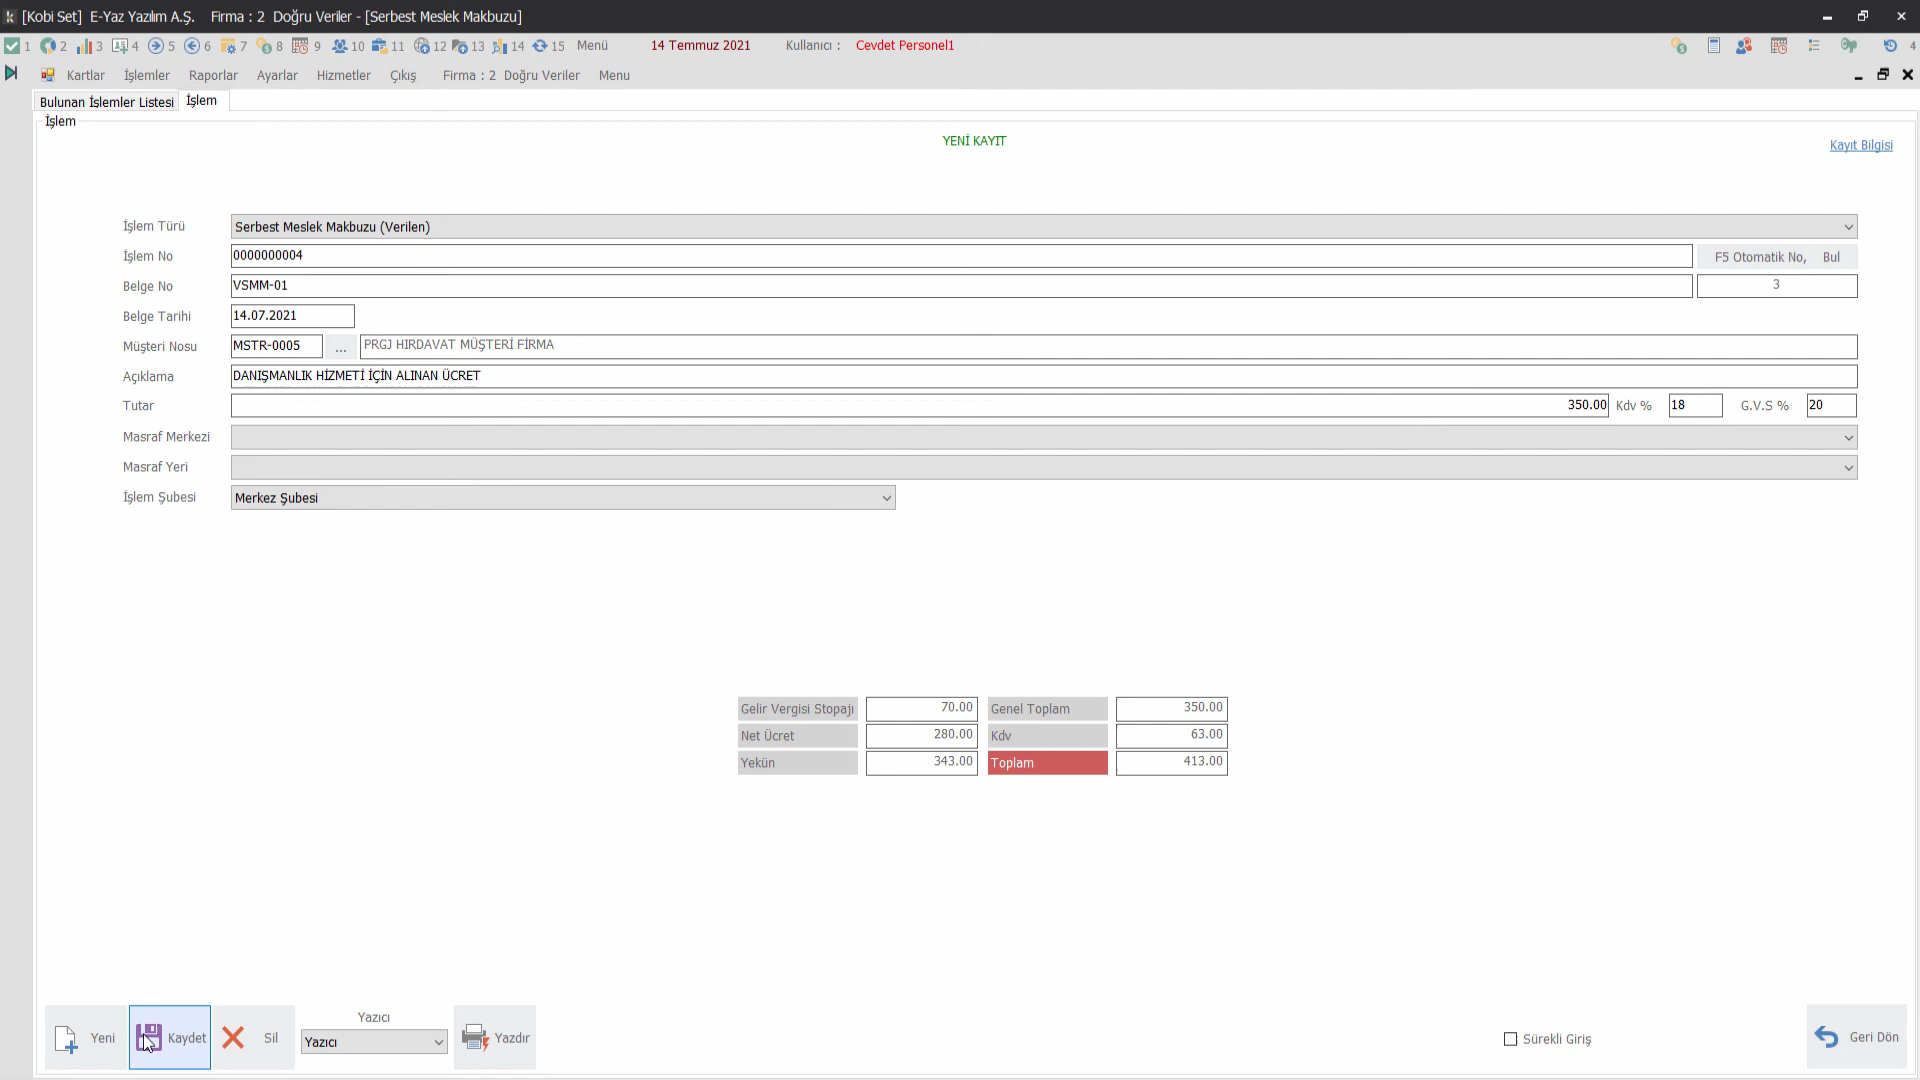 [Kobi Set] E-Yaz Yazılım A.Ş. Firma : 2 Doğru Veriler - [Serbest Meslek Makbuzu]
1 2 3 4 5 6 7 8 9 10 11 12 13 14 15 Menü 14 Temmuz 2021 Kullanıcı : Cevdet Personel1 4
Kartlar İşlemler Raporlar Ayarlar Hizmetler Çıkış Firma : 2 Doğru Veriler Menu
Bulunan İşlemler Listesi İşlem
İşlem
YENİ KAYIT
Kayıt Bilgisi
İşlem Türü Serbest Meslek Makbuzu (Verilen)
İşlem No 0000000004 F5 Otomatik No, Bul
Belge No VSMM-01 3
Belge Tarihi 14.07.2021
Müşteri Nosu MSTR-0005 ... PRGJ HIRDAVAT MÜŞTERİ FİRMA
Açıklama DANIŞMANLIK HİZMETİ İÇİN ALINAN ÜCRET
Tutar 350.00 Kdv % 18 G.V.S % 20
Masraf Merkezi
Masraf Yeri
İşlem Şubesi Merkez Şubesi
Gelir Vergisi Stopajı 70.00 Genel Toplam 350.00
Net Ücret 280.00 Kdv 63.00
Yekün 343.00 Toplam 413.00
Yazıcı
Yeni Kaydet Sil Yazıcı Yazdır Sürekli Giriş Geri Dön